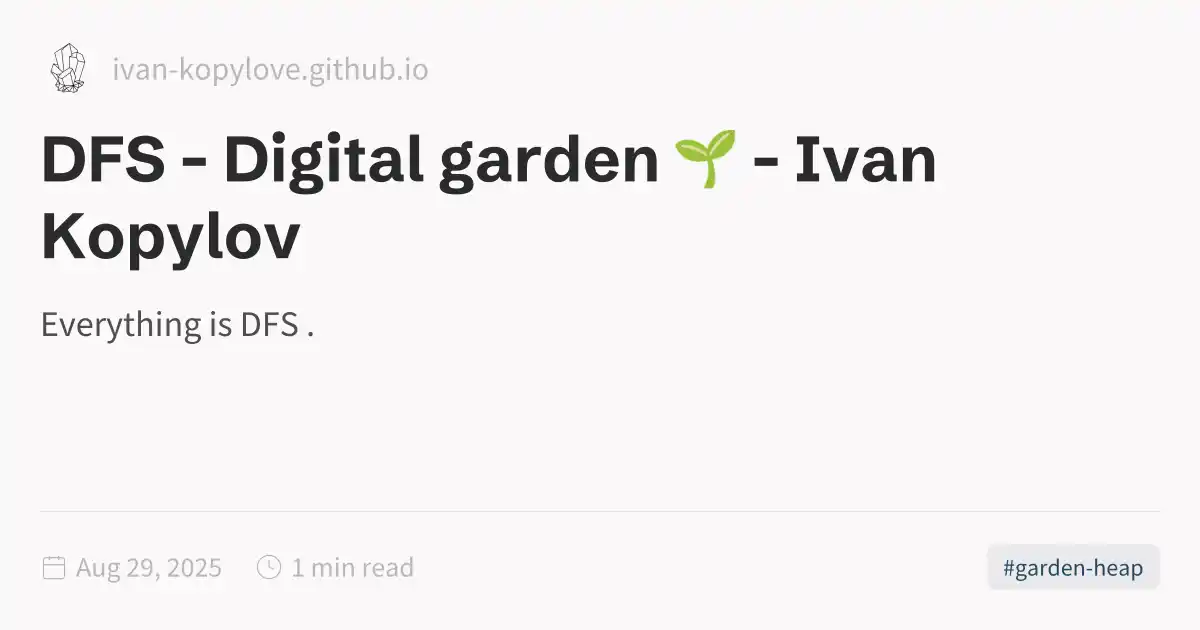 ivan-kopylove.github.io
DFS - Digital garden 🌱 - Ivan
Kopylov
Everything is DFS .
Aug 29, 2025 1 min read #garden-heap